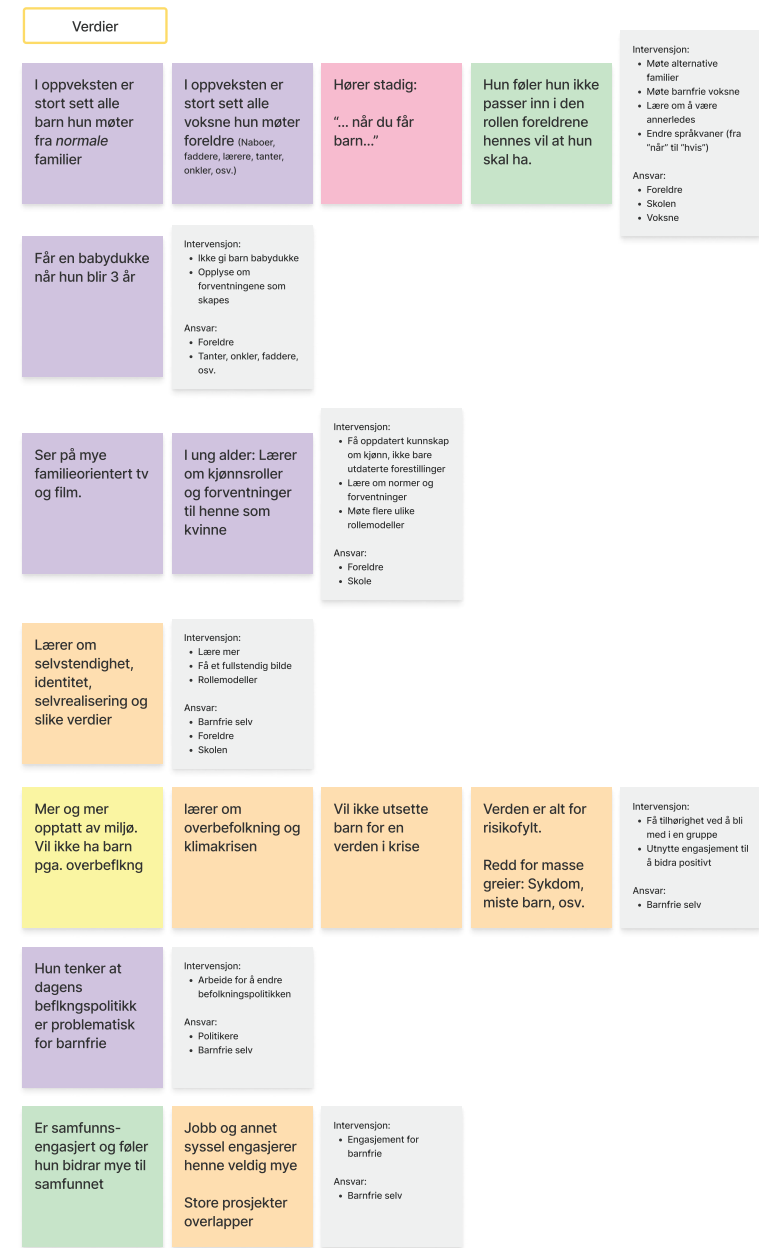 Verdier
I oppveksten er
stort sett alle
barn hun møter
fra normale
familier
I oppveksten er
stort sett alle
voksne hun møter
foreldre (Naboer,
faddere, lærere, tanter,
onkler, osv.)
Hører stadig:
“... når du får
barn...”
Hun føler hun ikke
passer inn i den
rollen foreldrene
hennes vil at hun
skal ha.
Intervensjon:
• Møte alternative
familier
• Møte barnfrie voksne
• Lære om å være
annerledes
• Endre språkvaner (fra
“når” til “hvis”)
Ansvar:
• Foreldre
• Skolen
• Voksne
Får en babydukke
når hun blir 3 år
Intervensjon:
• Ikke gi barn babydukke
• Opplyse om
forventningene som
skapes
Ansvar:
• Foreldre
• Tanter, onkler, faddere,
osv.
Ser på mye
familieorientert tv
og film.
I ung alder: Lærer
om kjønnsroller
og forventninger
til henne som
kvinne
Intervensjon:
• Få oppdatert kunnskap
om kjønn, ikke bare
utdaterte forestillinger
• Lære om normer og
forventninger
• Møte flere ulike
rollemodeller
Ansvar:
• Foreldre
• Skole
Lærer om
selvstendighet,
identitet,
selvrealisering og
slike verdier
Intervensjon:
• Lære mer
• Få et fullstendig bilde
• Rollemodeller
Ansvar:
• Barnfrie selv
• Foreldre
• Skolen
Mer og mer
opptatt av miljø.
Vil ikke ha barn
pga. overbeflkng
lærer om
overbefolkning og
klimakrisen
Vil ikke utsette
barn for en
verden i krise
Verden er alt for
risikofylt.
Redd for masse
greier: Sykdom,
miste barn, osv.
Intervensjon:
• Få tilhørighet ved å bli
med i en gruppe
• Utnytte engasjement til
å bidra positivt
Ansvar:
• Barnfrie selv
Hun tenker at
dagens
beflkngspolitikk
er problematisk
for barnfrie
Intervensjon:
• Arbeide for å endre
befolkningspolitikken
Ansvar:
• Politikere
• Barnfrie selv
Er samfunns-
engasjert og føler
hun bidrar mye til
samfunnet
Jobb og annet
syssel engasjerer
henne veldig mye
Store prosjekter
overlapper
Intervensjon:
• Engasjement for
barnfrie
Ansvar:
• Barnfrie selv